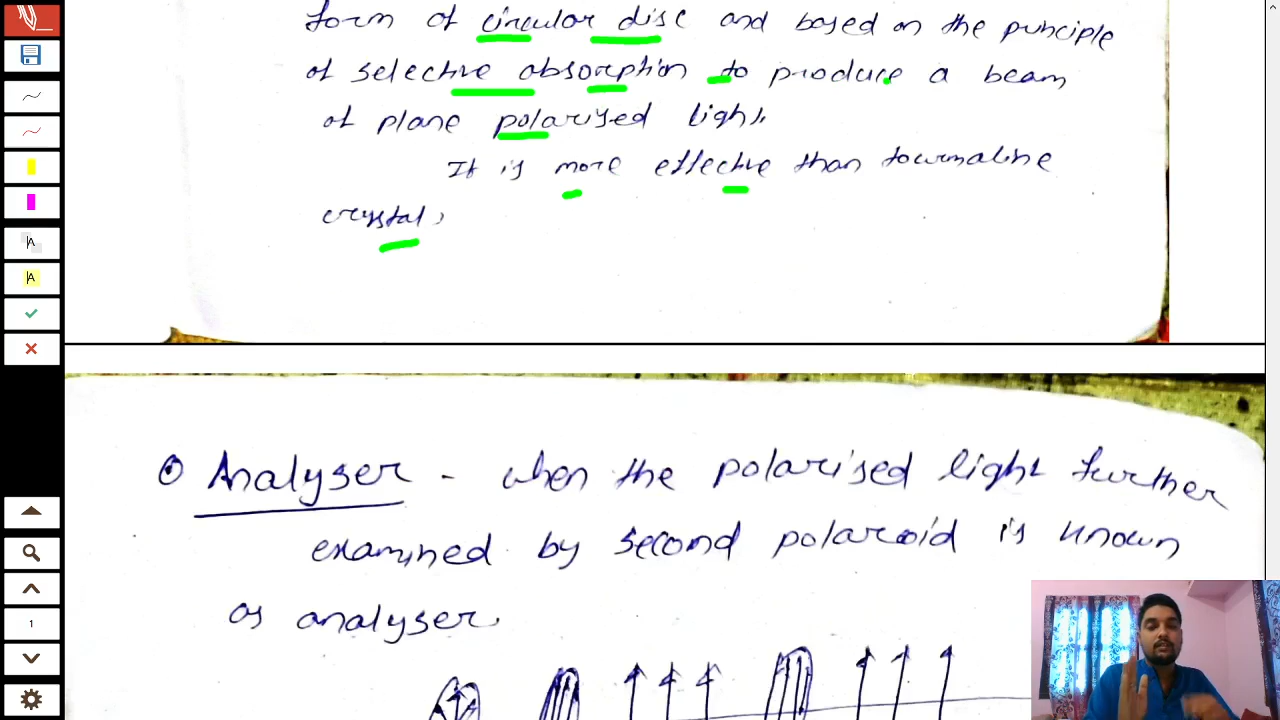 form of circular disc and based on the principle
of selective absorption to produce a beam
of plane polarised light.
It is more effective than tourmaline
crystal,
A
A
Analyser - when the polarised light further
examined by second polaroid is known
1
as analyser.